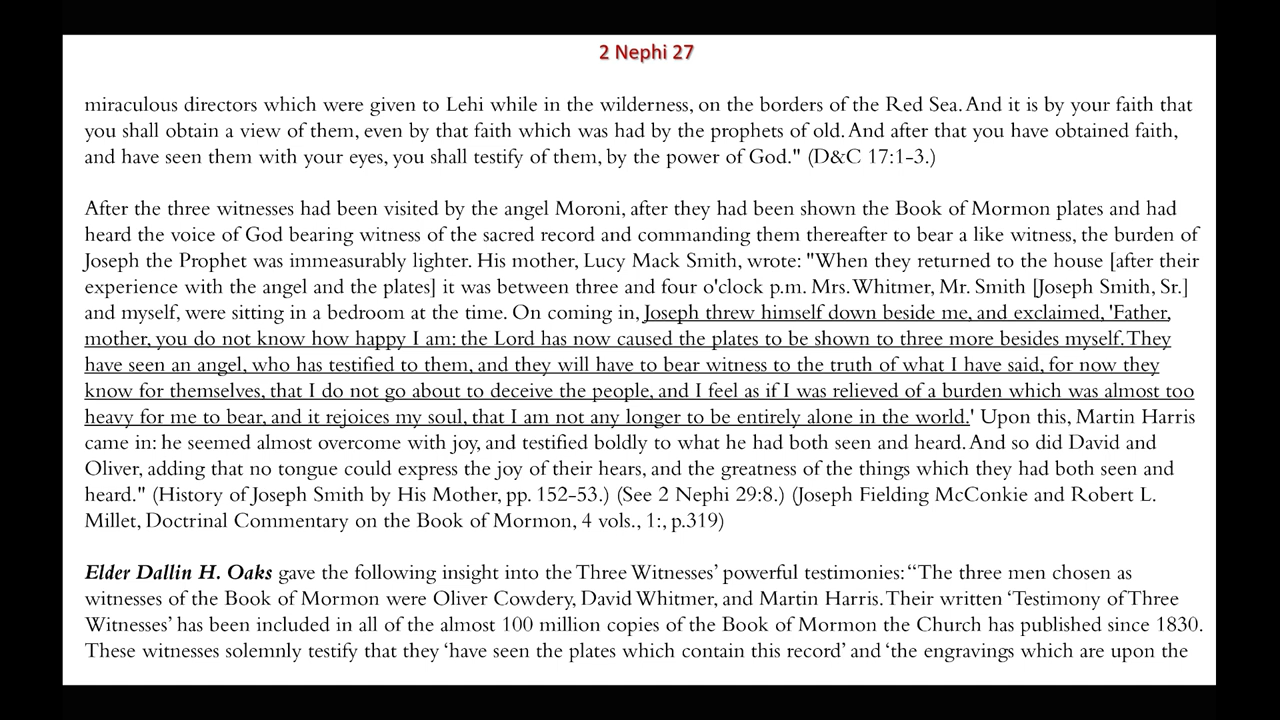 2 Nephi 27
miraculous directors which were given to Lehi while in the wilderness, on the borders of the Red Sea. And it is by your faith that
you shall obtain a view of them, even by that faith which was had by the prophets of old. And after that you have obtained faith,
and have seen them with your eyes, you shall testify of them, by the power of God." (D&C 17:1-3.)
After the three witnesses had been visited by the angel Moroni, after they had been shown the Book of Mormon plates and had
heard the voice of God bearing witness of the sacred record and commanding them thereafter to bear a like witness, the burden of
Joseph the Prophet was immeasurably lighter. His mother, Lucy Mack Smith, wrote: "When they returned to the house [after their
experience with the angel and the plates] it was between three and four o'clock p.m. Mrs. Whitmer, Mr. Smith [Joseph Smith, Sr.]
and myself, were sitting in a bedroom at the time. On coming in, Joseph threw himself down beside me, and exclaimed, 'Father,
mother, you do not know how happy I am: the Lord has now caused the plates to be shown to three more besides myself. They
have seen an angel, who has testified to them, and they will have to bear witness to the truth of what I have said, for now they
know for themselves, that I do not go about to deceive the people, and I feel as if I was relieved of a burden which was almost too
heavy for me to bear, and it rejoices my soul, that I am not any longer to be entirely alone in the world.' Upon this, Martin Harris
came in: he seemed almost overcome with joy, and testified boldly to what he had both seen and heard. And so did David and
Oliver, adding that no tongue could express the joy of their hears, and the greatness of the things which they had both seen and
heard." (History of Joseph Smith by His Mother, pp. 152-53.) (See 2 Nephi 29:8.) (Joseph Fielding McConkie and Robert L.
Millet, Doctrinal Commentary on the Book of Mormon, 4 vols., 1:, p.319)
Elder Dallin H. Oaks gave the following insight into the Three Witnesses’ powerful testimonies: “The three men chosen as
witnesses of the Book of Mormon were Oliver Cowdery, David Whitmer, and Martin Harris. Their written ‘Testimony of Three
Witnesses’ has been included in all of the almost 100 million copies of the Book of Mormon the Church has published since 1830.
These witnesses solemnly testify that they ‘have seen the plates which contain this record’ and ‘the engravings which are upon the